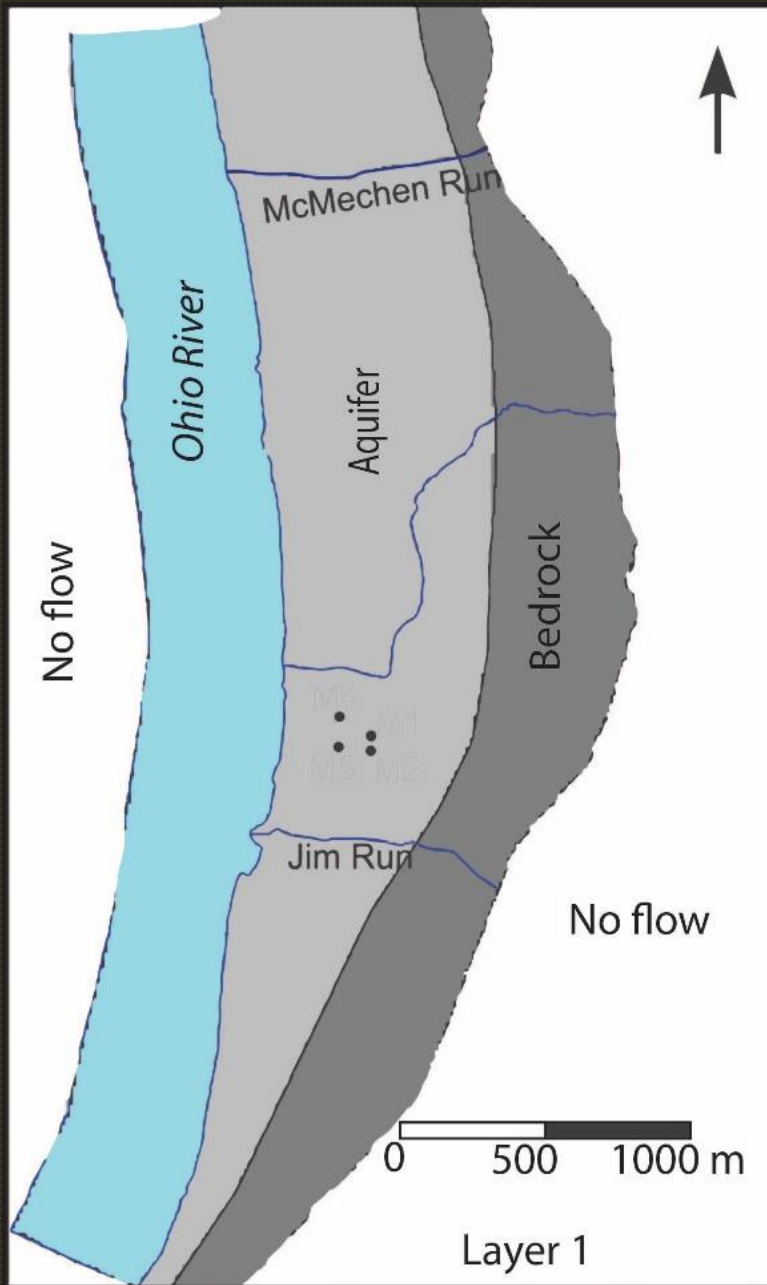 McMechen Run
Ohio River
Aquifer
No flow
Bedrock
M4
M1
M5 M2
Jim Run
No flow
0 500 1000 m
Layer 1